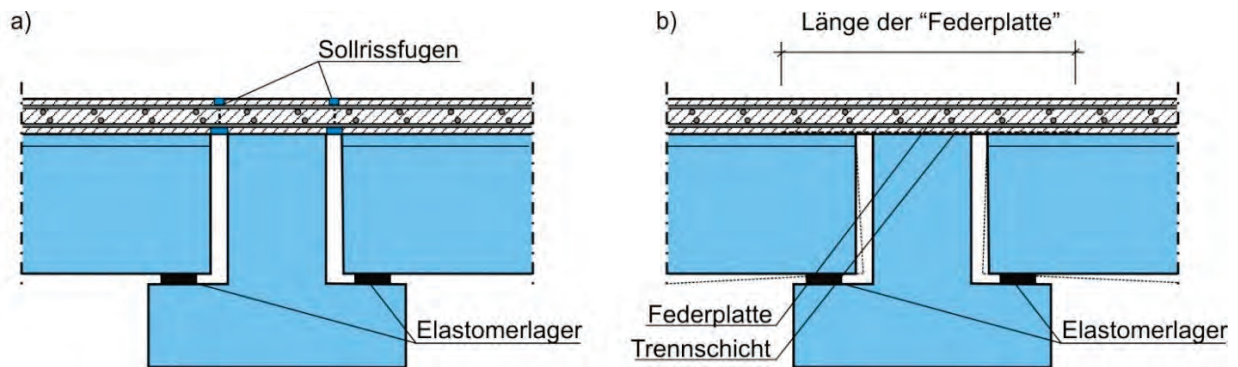 a)
Sollrissfugen
Elastomerlager
b)
Länge der “Federplatte”
Federplatte
Trennschicht
Elastomerlager